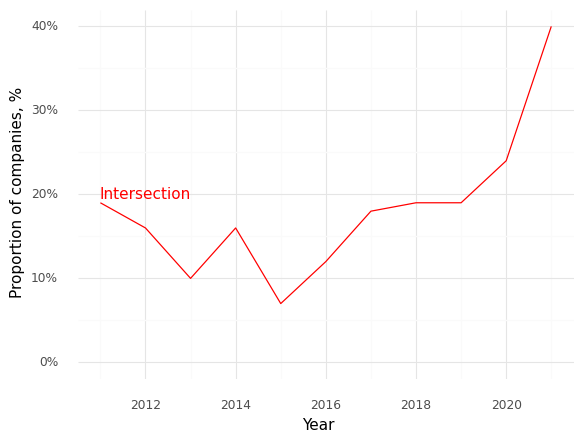 40%
30%
20%
10%
0%
Proportion of companies, %
Intersection
2012 2014 2016 2018 2020
Year